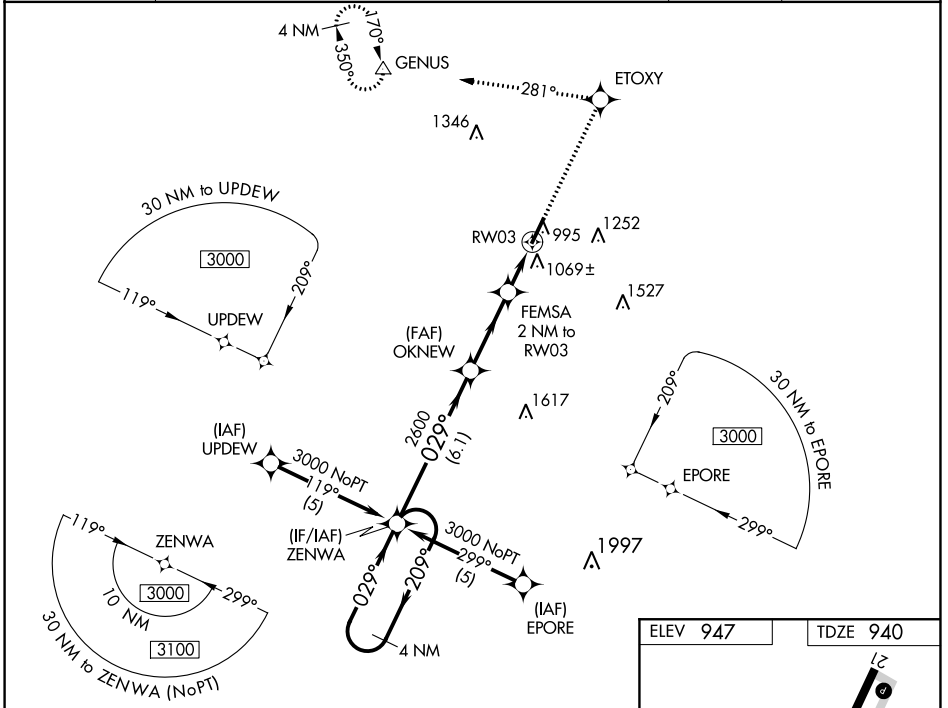 4 NM
170°
350°
GENUS
281°
ETOXY
1346
30 NM to UPDEW
3000
119°
209°
UPDEW
RW03
995
1252
1069±
1527
FEMSA
2 NM to
RW03
(FAF)
OKNEW
1617
2600
029°
(6.1)
209°
30 NM to EPORE
3000
EPORE
299°
(IAF)
UPDEW
3000 NoPT
119°
(5)
(IF/IAF)
ZENWA
3000 NoPT
299°
(5)
1997
(IAF)
EPORE
029°
209°
4 NM
119°
ZENWA
299°
3000
10 NM
3100
30 NM to ZENWA (NoPT)
ELEV 947
TDZE 940
21
P